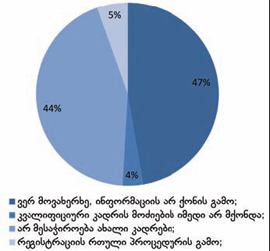 5%
47%
44%
4%
ვერ მოვახერხე, ინფორმაციის არ ქონის გამო;
კვალიფიციური კადრის მოძიების იმედი არ მქონდა;
არ მესაჭიროება ახალი კადრები;
რეგისტრაციის რთული პროცედურის გამო;